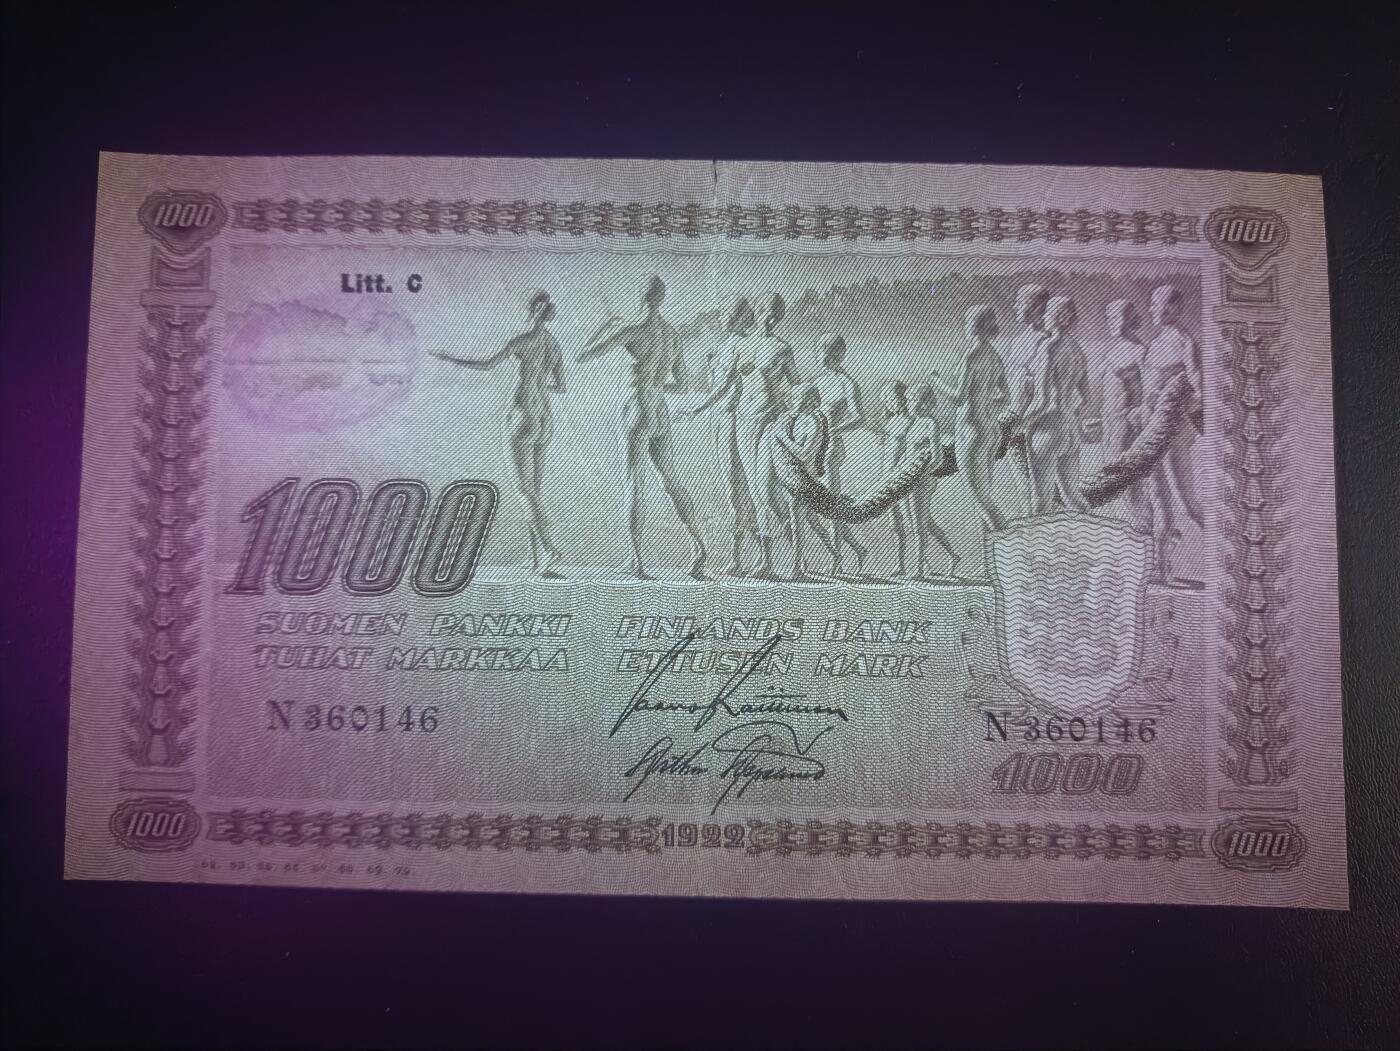 1000
1000
Litt. C
1000
SUOMEN PANKKI
TUHAT MARKKAA
FINLANDS BANK
ETTUSEN MARK
N 360146
N 360146
1000
1000
1922
1000